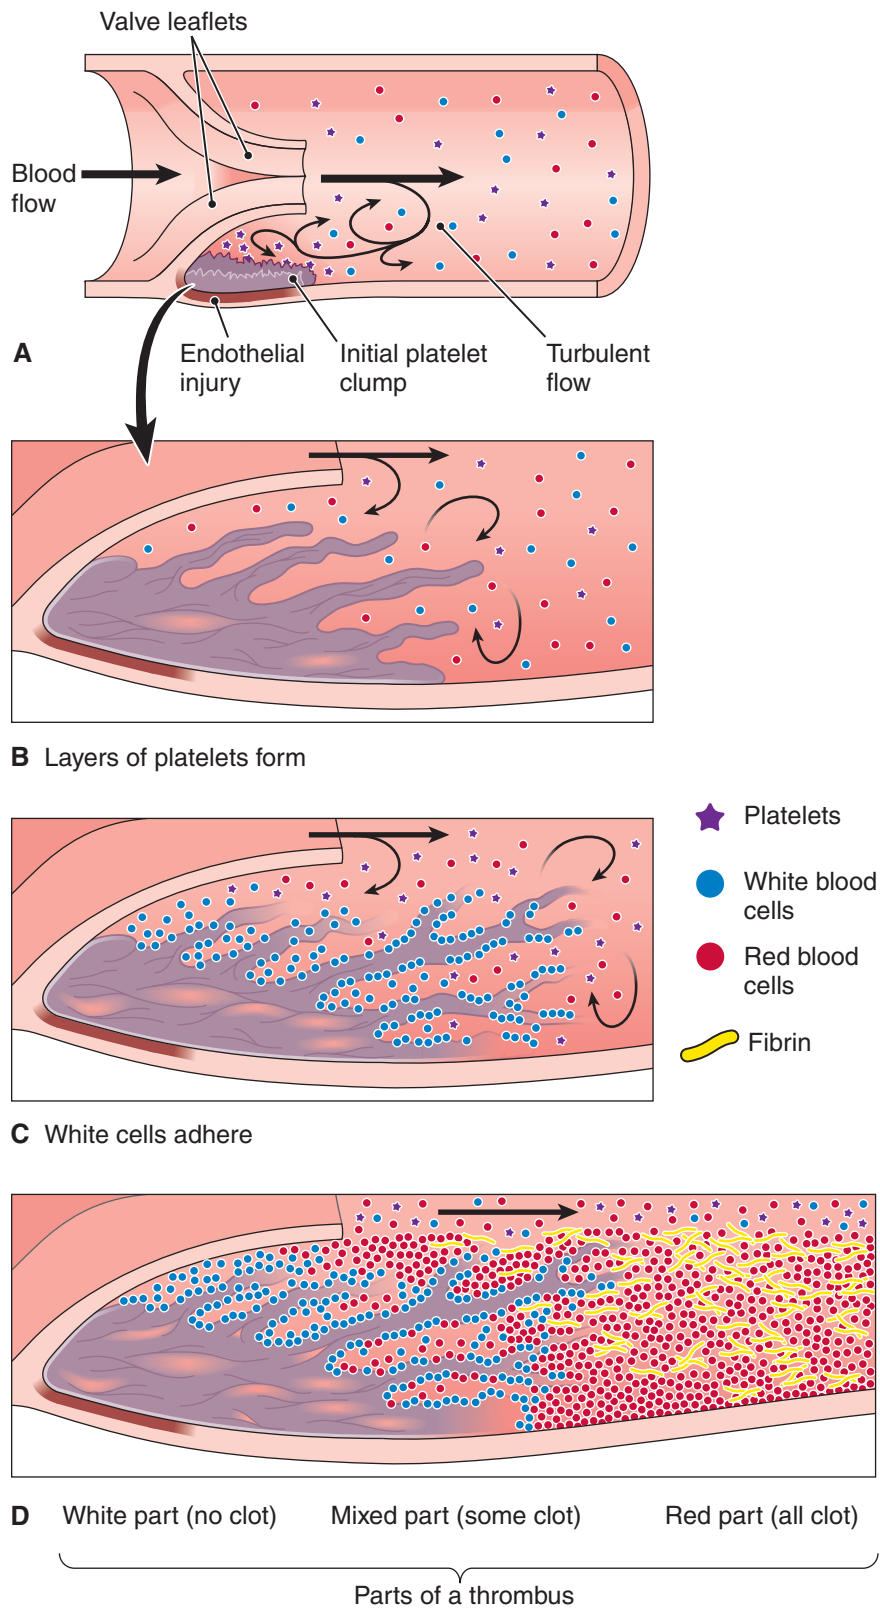 Valve leaflets
Blood
flow
A
Endothelial
injury
Initial platelet
clump
Turbulent
flow
B Layers of platelets form
Platelets
White blood
cells
Red blood
cells
Fibrin
C White cells adhere
D White part (no clot) Mixed part (some clot) Red part (all clot)
Parts of a thrombus